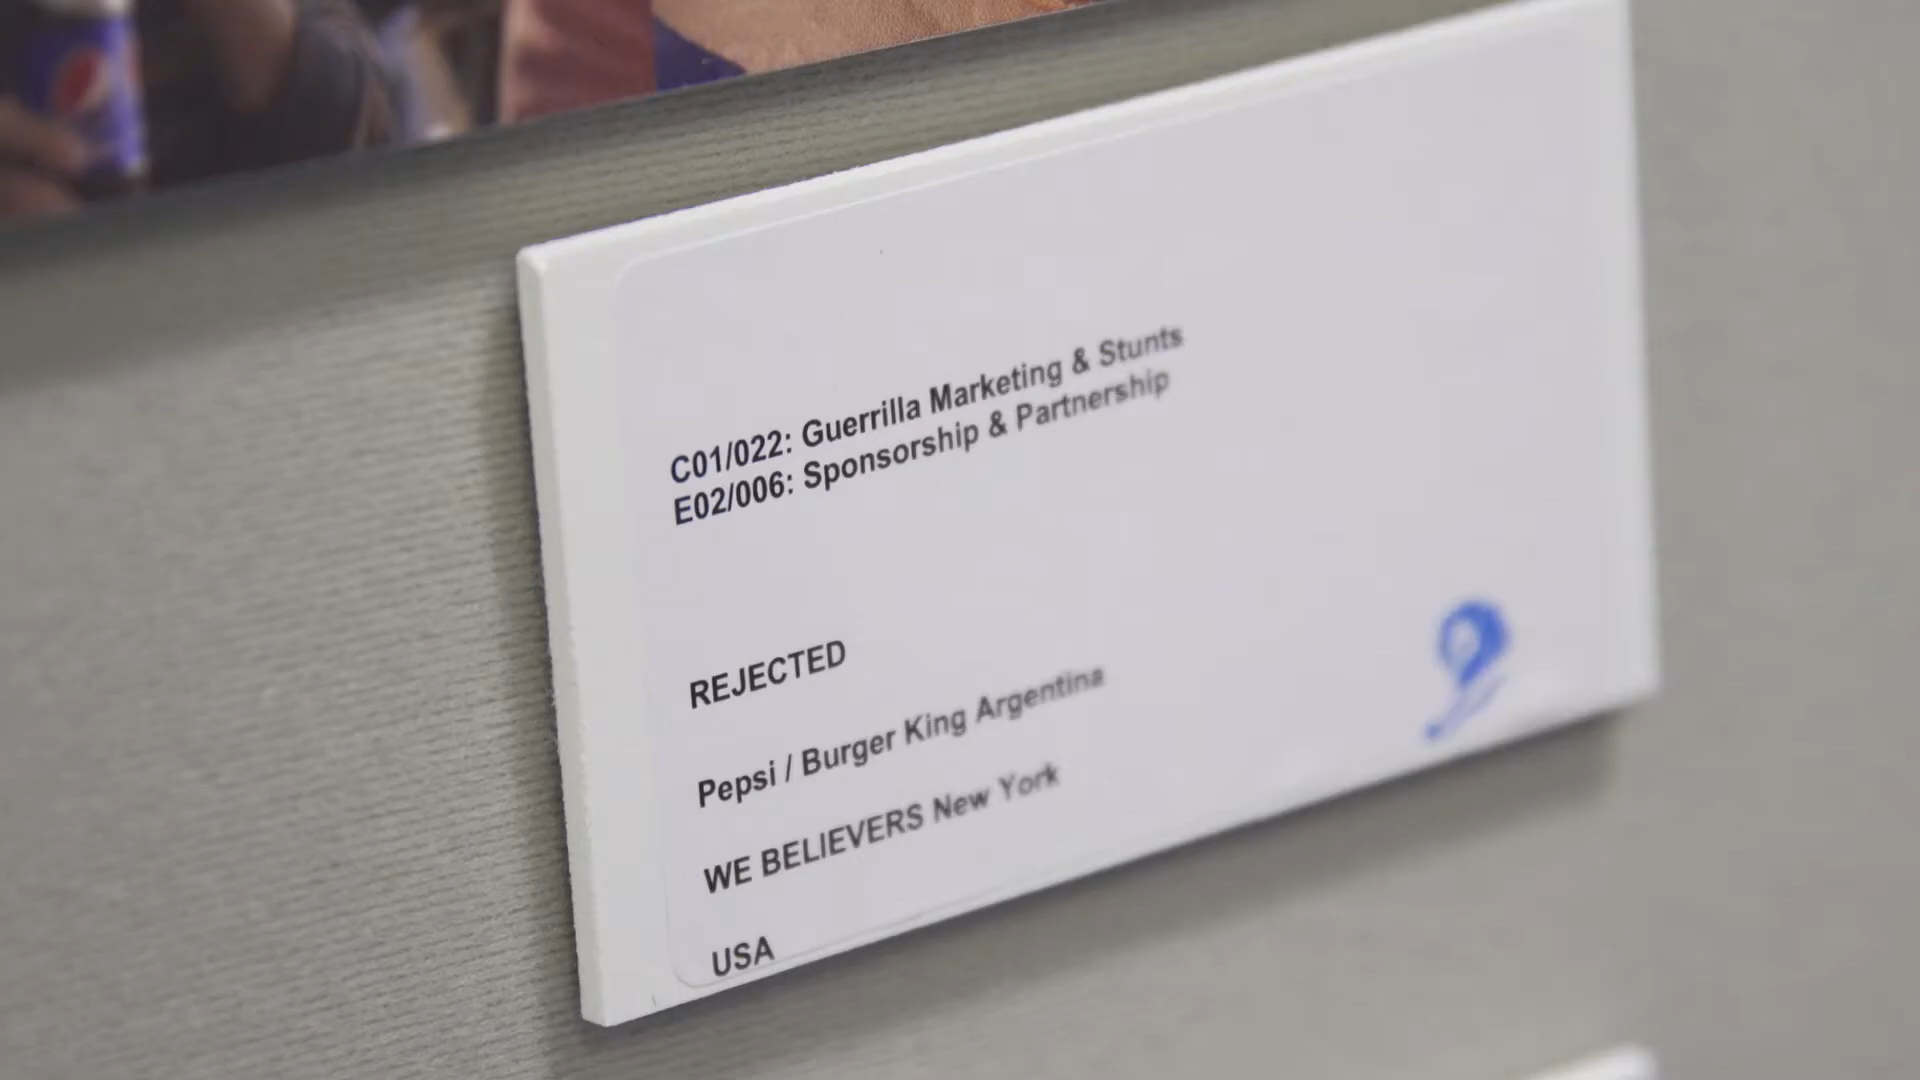 C01/022: Guerrilla Marketing & Stunts
E02/006: Sponsorship & Partnership
REJECTED
Pepsi / Burger King Argentina
WE BELIEVERS New York
USA